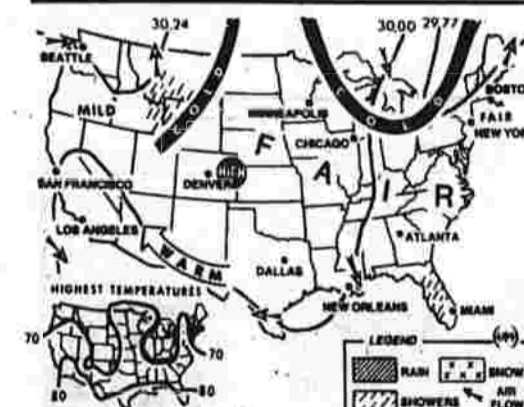 30.24
30.00
29.77
SEATTLE
COLD
COLD
BOSTON
MILD
MINNEAPOLIS
FAIR
NEW YORK
CHICAGO
FAIR
SAN FRANCISCO
DENVER
HIGH
LOS ANGELES
ATLANTA
WARM
DALLAS
HIGHEST TEMPERATURES
NEW ORLEANS
MIAMI
70
70
LEGEND
RAIN
SNOW
80
80
SHOWERS
AIR
FLOW